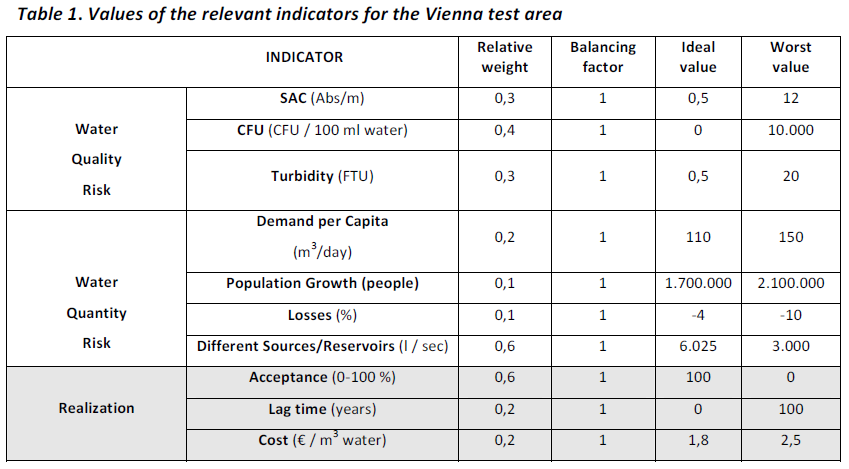 Table 1. Values of the relevant indicators for the Vienna test area
INDICATOR Relative weight Balancing factor Ideal value Worst value
Water Quality Risk
SAC (Abs/m) 0,3 1 0,5 12
CFU (CFU / 100 ml water) 0,4 1 0 10.000
Turbidity (FTU) 0,3 1 0,5 20
Water Quantity Risk
Demand per Capita (m³/day) 0,2 1 110 150
Population Growth (people) 0,1 1 1.700.000 2.100.000
Losses (%) 0,1 1 -4 -10
Different Sources/Reservoirs (l / sec) 0,6 1 6.025 3.000
Realization
Acceptance (0-100 %) 0,6 1 100 0
Lag time (years) 0,2 1 0 100
Cost (€ / m³ water) 0,2 1 1,8 2,5